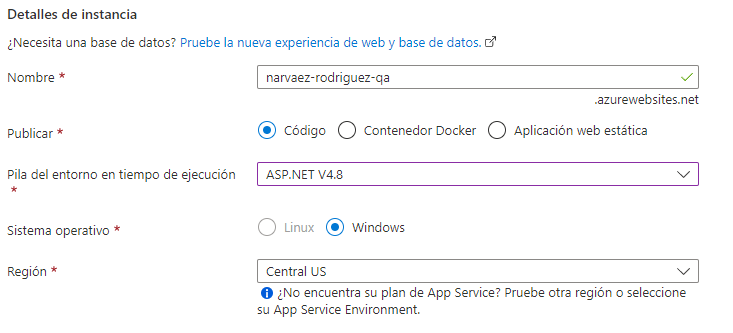 Detalles de instancia
¿Necesita una base de datos? Pruebe la nueva experiencia de web y base de datos.
Nombre *
narvaez-rodriguez-qa
.azurewebsites.net
Publicar *
Código
Contenedor Docker
Aplicación web estática
Pila del entorno en tiempo de ejecución
*
ASP.NET V4.8
Sistema operativo *
Linux
Windows
Región *
Central US
¿No encuentra su plan de App Service? Pruebe otra región o seleccione
su App Service Environment.